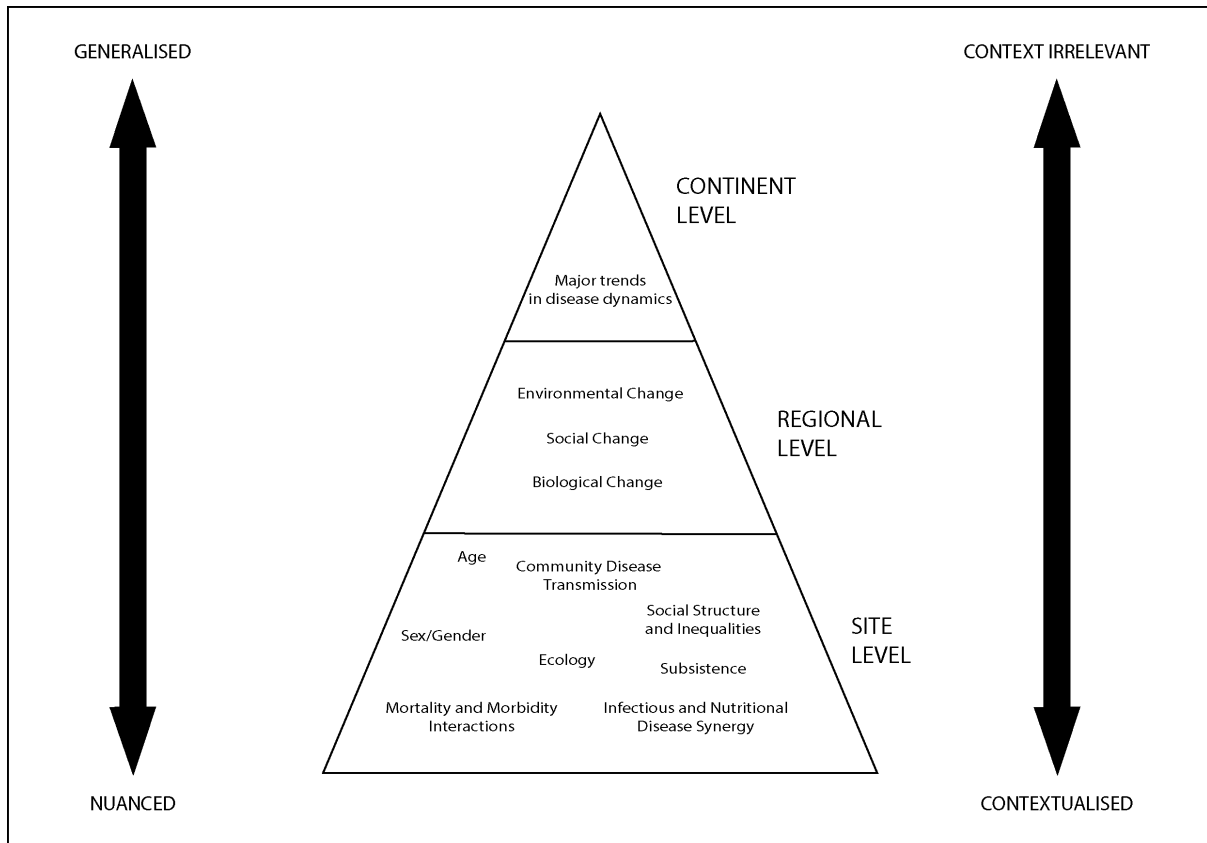 GENERALISED
CONTEXT IRRELEVANT
CONTINENT
LEVEL
Major trends
in disease dynamics
Environmental Change
Social Change
Biological Change
REGIONAL
LEVEL
Age
Community Disease
Transmission
Social Structure
and Inequalities
Sex/Gender
Ecology
Subsistence
SITE
LEVEL
Mortality and Morbidity
Interactions
Infectious and Nutritional
Disease Synergy
NUANCED
CONTEXTUALISED